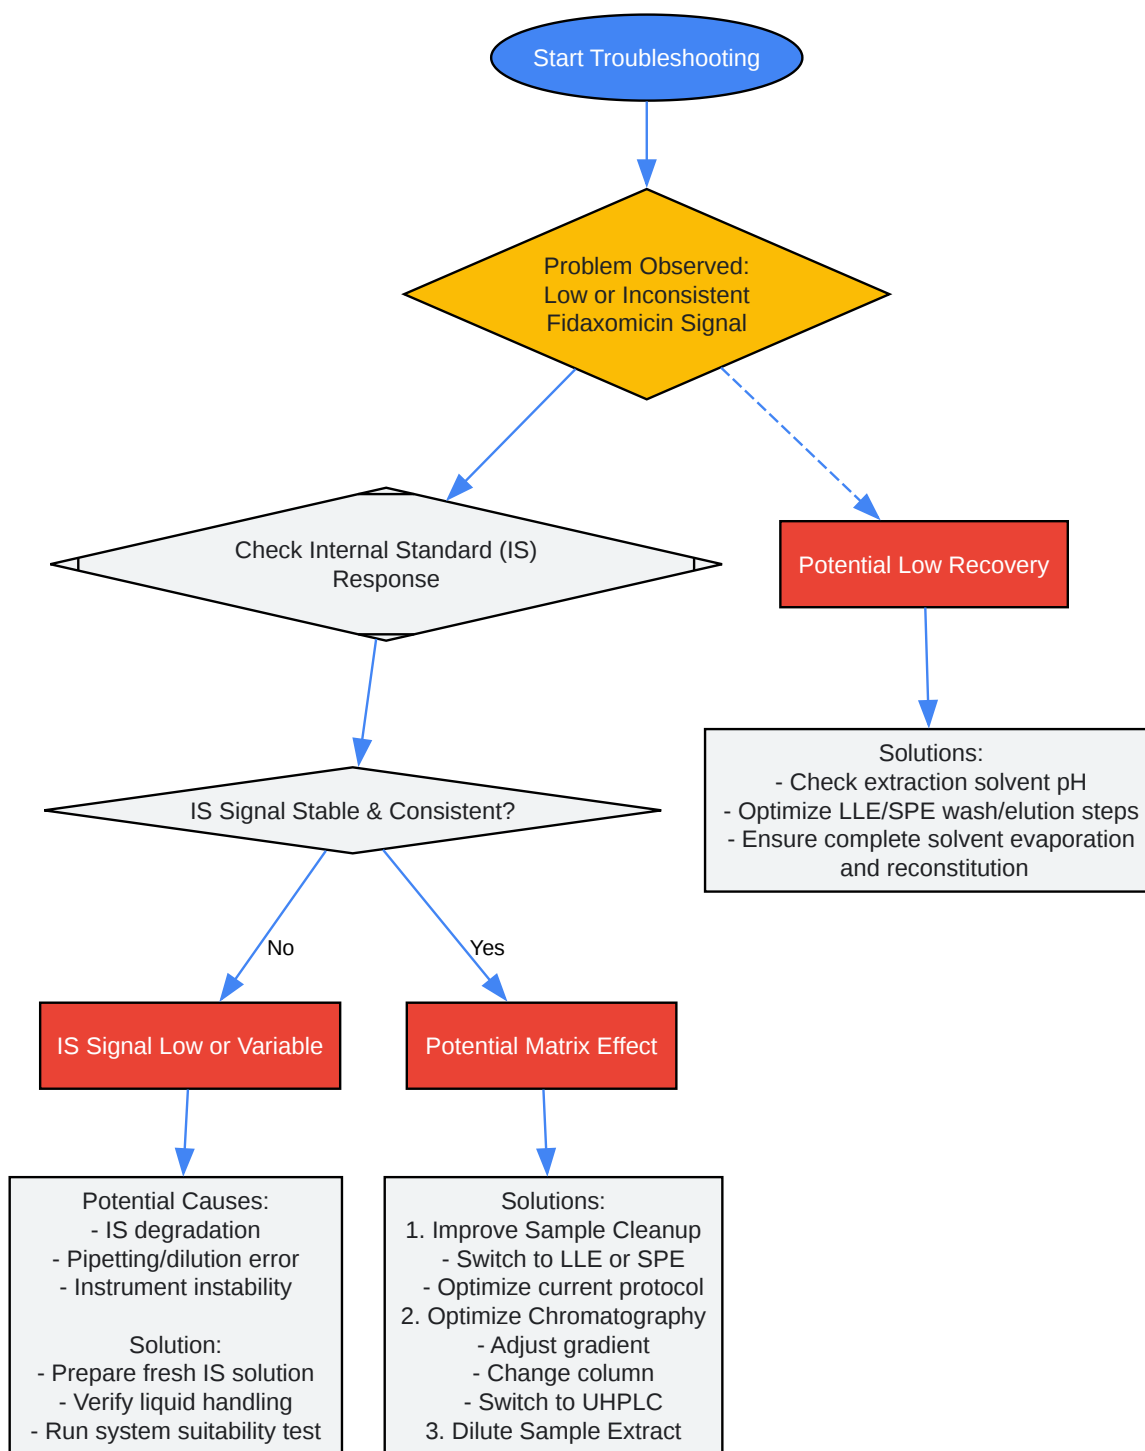 Start Troubleshooting
Problem Observed:
Low or Inconsistent
Fidaxomicin Signal
Check Internal Standard (IS)
Response
Potential Low Recovery
Solutions:
- Check extraction solvent pH
- Optimize LLE/SPE wash/elution steps
- Ensure complete solvent evaporation
and reconstitution
IS Signal Stable & Consistent?
No
Yes
IS Signal Low or Variable
Potential Matrix Effect
Potential Causes:
- IS degradation
- Pipetting/dilution error
- Instrument instability
Solution:
- Prepare fresh IS solution
- Verify liquid handling
- Run system suitability test
Solutions:
1. Improve Sample Cleanup
- Switch to LLE or SPE
- Optimize current protocol
2. Optimize Chromatography
- Adjust gradient
- Change column
- Switch to UHPLC
3. Dilute Sample Extract